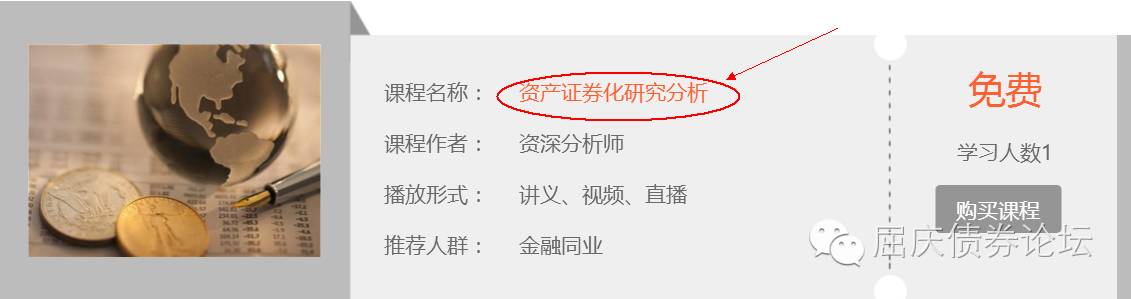 课程名称： 资产证券化研究分析
课程作者： 资深分析师
播放形式： 讲义、视频、直播
推荐人群： 金融同业
免费
学习人数1
购买课程
屈庆债券论坛